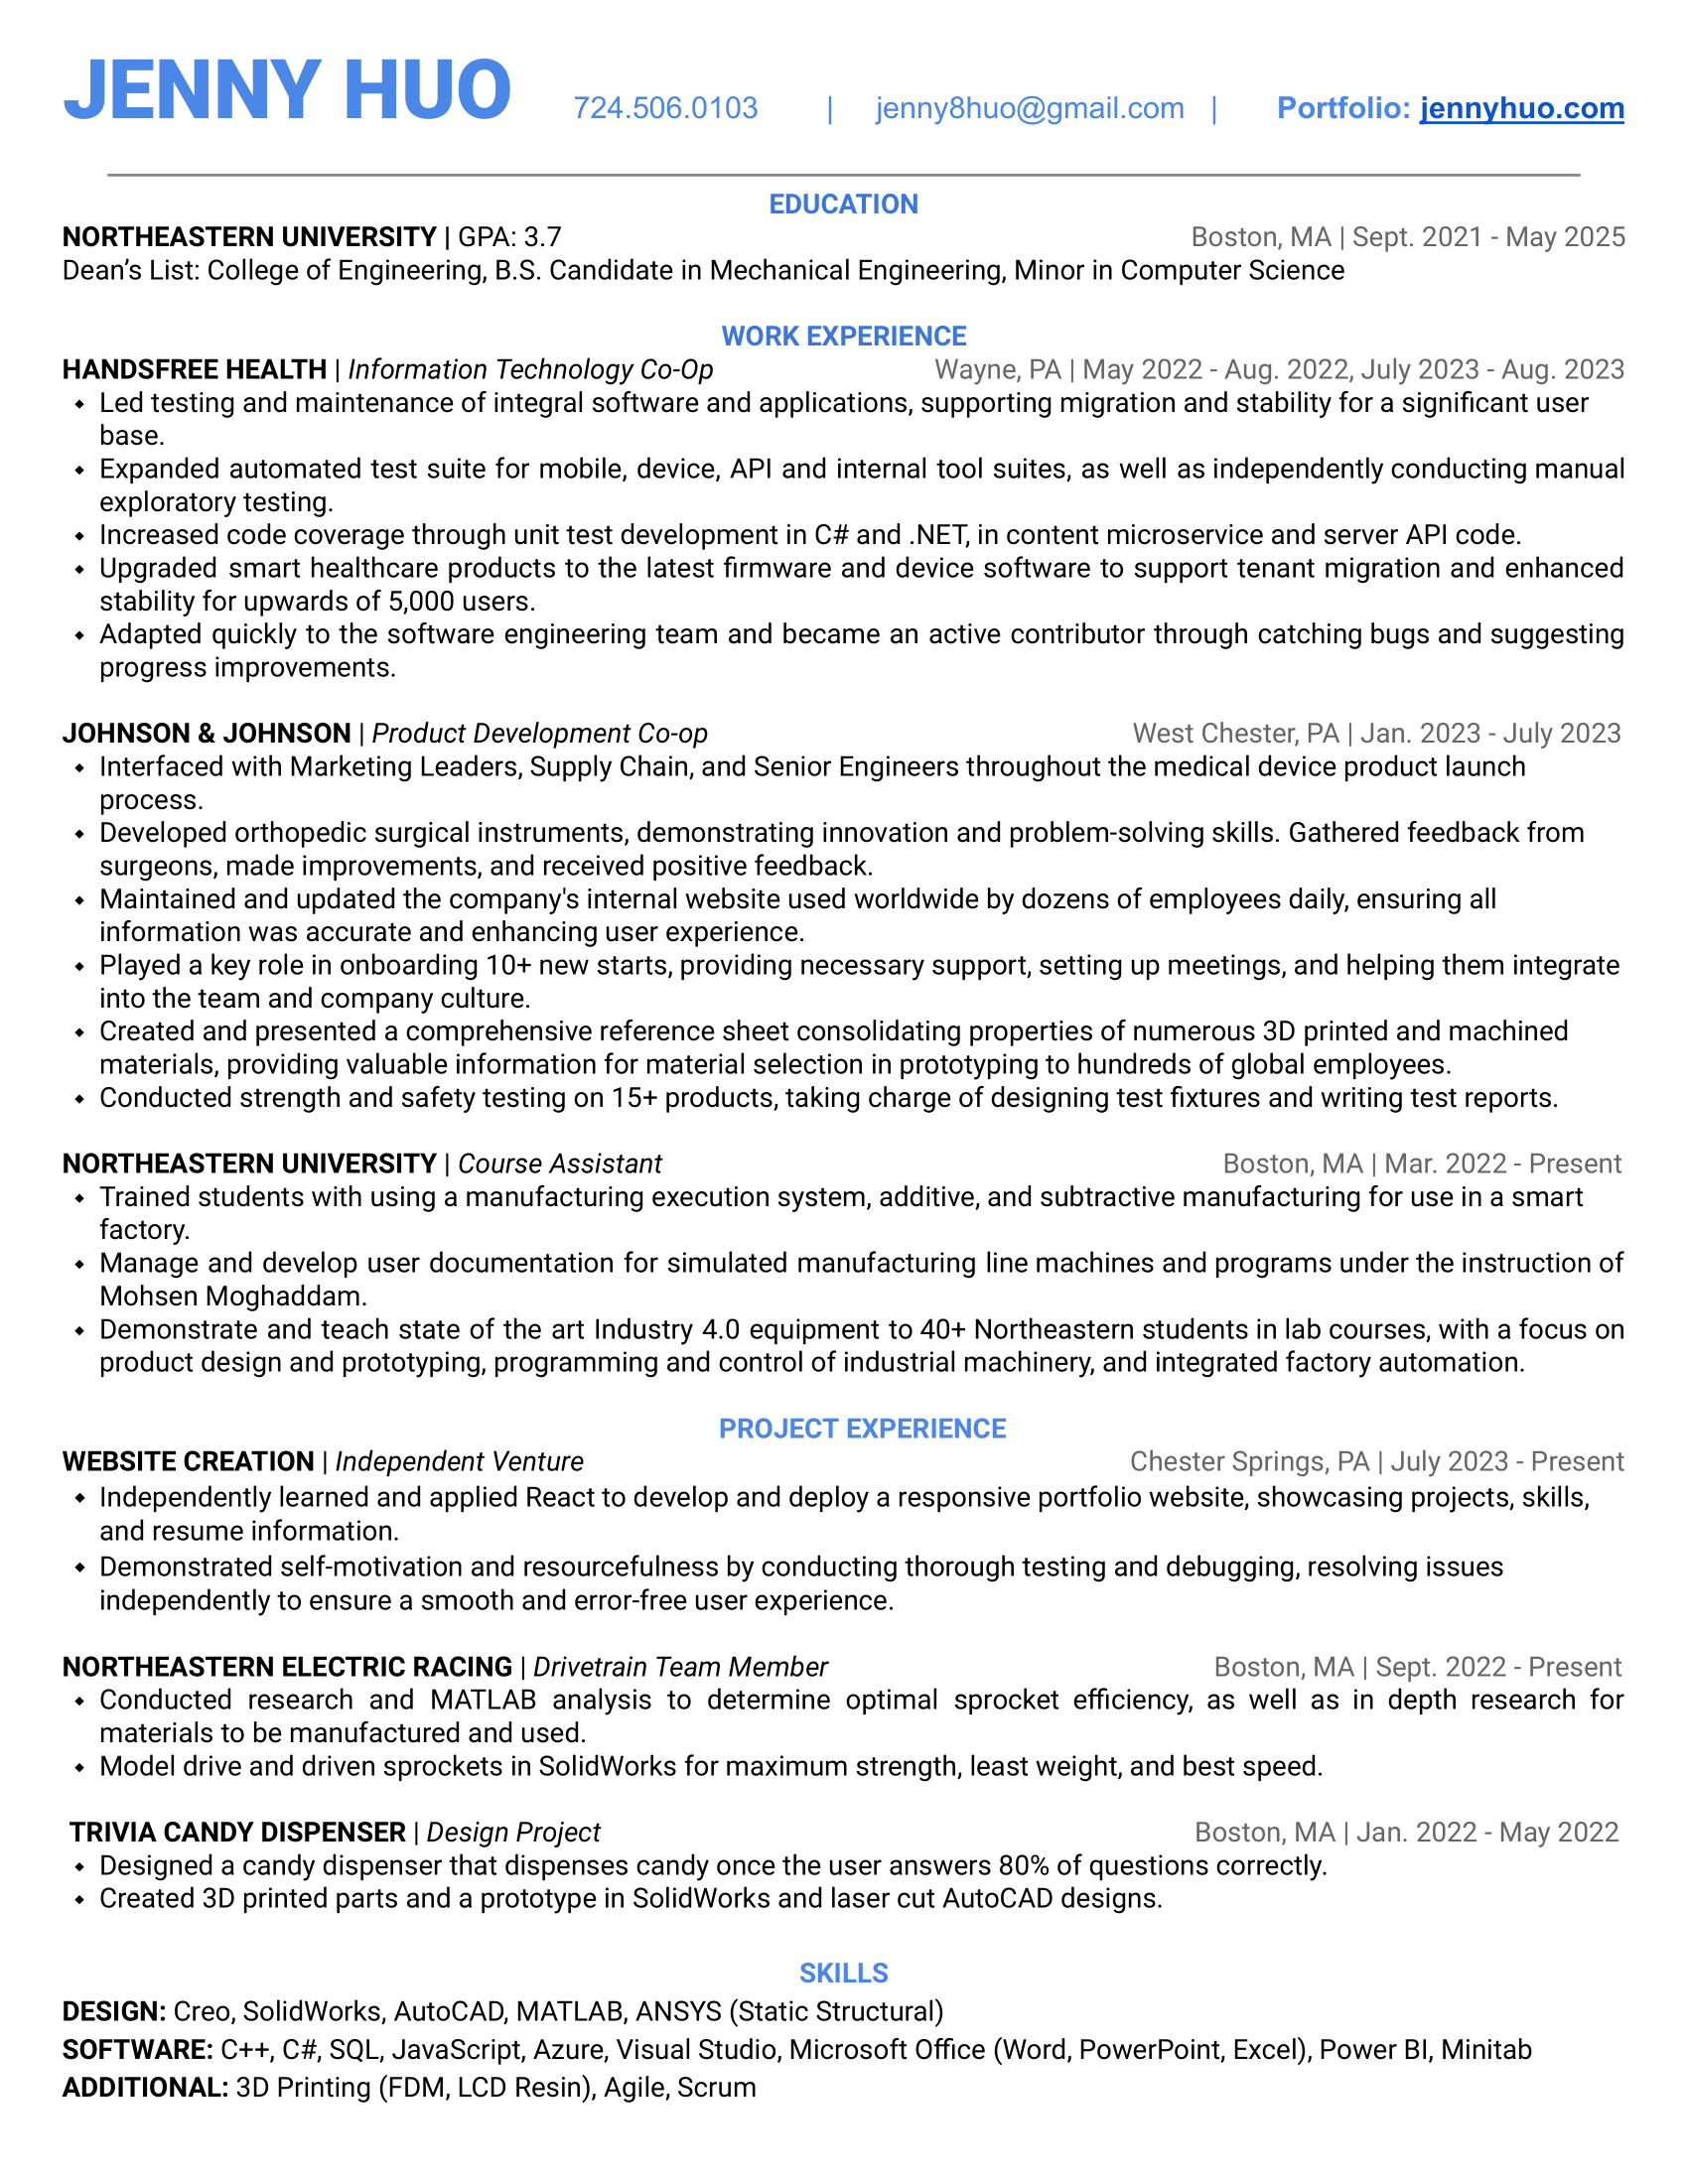 JENNY HUO 724.506.0103 | jenny8huo@gmail.com | Portfolio: jennyhuo.com
EDUCATION
NORTHEASTERN UNIVERSITY | GPA: 3.7 Boston, MA | Sept. 2021 - May 2025
Dean’s List: College of Engineering, B.S. Candidate in Mechanical Engineering, Minor in Computer Science
WORK EXPERIENCE
HANDSFREE HEALTH | Information Technology Co-Op Wayne, PA | May 2022 - Aug. 2022, July 2023 - Aug. 2023
⬩ Led testing and maintenance of integral software and applications, supporting migration and stability for a significant user
base.
⬩ Expanded automated test suite for mobile, device, API and internal tool suites, as well as independently conducting manual
exploratory testing.
⬩ Increased code coverage through unit test development in C# and .NET, in content microservice and server API code.
⬩ Upgraded smart healthcare products to the latest firmware and device software to support tenant migration and enhanced
stability for upwards of 5,000 users.
⬩ Adapted quickly to the software engineering team and became an active contributor through catching bugs and suggesting
progress improvements.
JOHNSON & JOHNSON | Product Development Co-op West Chester, PA | Jan. 2023 - July 2023
⬩ Interfaced with Marketing Leaders, Supply Chain, and Senior Engineers throughout the medical device product launch
process.
⬩ Developed orthopedic surgical instruments, demonstrating innovation and problem-solving skills. Gathered feedback from
surgeons, made improvements, and received positive feedback.
⬩ Maintained and updated the company's internal website used worldwide by dozens of employees daily, ensuring all
information was accurate and enhancing user experience.
⬩ Played a key role in onboarding 10+ new starts, providing necessary support, setting up meetings, and helping them integrate
into the team and company culture.
⬩ Created and presented a comprehensive reference sheet consolidating properties of numerous 3D printed and machined
materials, providing valuable information for material selection in prototyping to hundreds of global employees.
⬩ Conducted strength and safety testing on 15+ products, taking charge of designing test fixtures and writing test reports.
NORTHEASTERN UNIVERSITY | Course Assistant Boston, MA | Mar. 2022 - Present
⬩ Trained students with using a manufacturing execution system, additive, and subtractive manufacturing for use in a smart
factory.
⬩ Manage and develop user documentation for simulated manufacturing line machines and programs under the instruction of
Mohsen Moghaddam.
⬩ Demonstrate and teach state of the art Industry 4.0 equipment to 40+ Northeastern students in lab courses, with a focus on
product design and prototyping, programming and control of industrial machinery, and integrated factory automation.
PROJECT EXPERIENCE
WEBSITE CREATION | Independent Venture Chester Springs, PA | July 2023 - Present
⬩ Independently learned and applied React to develop and deploy a responsive portfolio website, showcasing projects, skills,
and resume information.
⬩ Demonstrated self-motivation and resourcefulness by conducting thorough testing and debugging, resolving issues
independently to ensure a smooth and error-free user experience.
NORTHEASTERN ELECTRIC RACING | Drivetrain Team Member Boston, MA | Sept. 2022 - Present
⬩ Conducted research and MATLAB analysis to determine optimal sprocket efficiency, as well as in depth research for
materials to be manufactured and used.
⬩ Model drive and driven sprockets in SolidWorks for maximum strength, least weight, and best speed.
TRIVIA CANDY DISPENSER | Design Project Boston, MA | Jan. 2022 - May 2022
⬩ Designed a candy dispenser that dispenses candy once the user answers 80% of questions correctly.
⬩ Created 3D printed parts and a prototype in SolidWorks and laser cut AutoCAD designs.
SKILLS
DESIGN: Creo, SolidWorks, AutoCAD, MATLAB, ANSYS (Static Structural)
SOFTWARE: C++, C#, SQL, JavaScript, Azure, Visual Studio, Microsoft Office (Word, PowerPoint, Excel), Power BI, Minitab
ADDITIONAL: 3D Printing (FDM, LCD Resin), Agile, Scrum